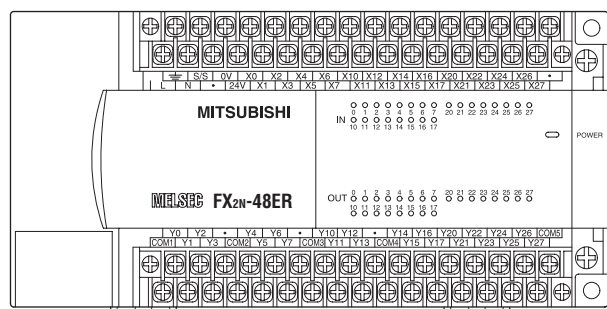 S/S 0V X0 X2 X4 X6 X10 X12 X14 X16 X20 X22 X24 X26 •
L N • 24V X1 X3 X5 X7 X11 X13 X15 X17 X21 X23 X25 X27
MITSUBISHI
IN 0 1 2 3 4 5 6 7 20 21 22 23 24 25 26 27
10 11 12 13 14 15 16 17
POWER
MELSEC FX2N-48ER
OUT 0 1 2 3 4 5 6 7 20 21 22 23 24 25 26 27
10 11 12 13 14 15 16 17
Y0 Y2 • Y4 Y6 • Y10 Y12 • Y14 Y16 Y20 Y22 Y24 Y26 COM5
COM1 Y1 Y3 COM2 Y5 Y7 COM3 Y11 Y13 COM4 Y15 Y17 Y21 Y23 Y25 Y27